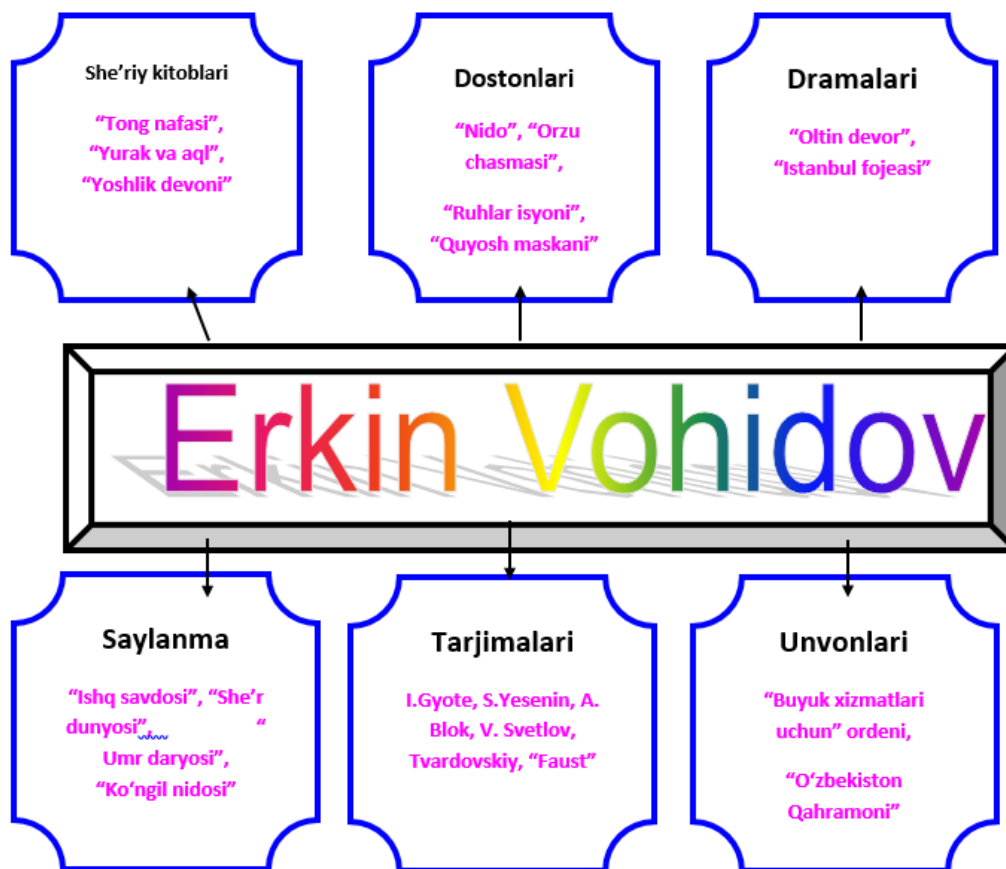 She’riy kitoblari
“Tong nafasi”,
“Yurak va aql”,
“Yoshlik devoni”
Dostonlari
“Nido”, “Orzu
chasmasi”,
“Ruhlar isyoni”,
“Quyosh maskani”
Dramalari
“Oltin devor”,
“Istanbul fojeasi”
Erkin Vohidov
Saylanma
“Ishq savdosi”, “She’r
dunyosi”, “
Umr daryosi”,
“Ko‘ngil nidosi”
Tarjimalari
I.Gyote, S.Yesenin, A.
Blok, V. Svetlov,
Tvardovskiy, “Faust”
Unvonlari
“Buyuk xizmatlari
uchun” ordeni,
“O‘zbekiston
Qahramoni”